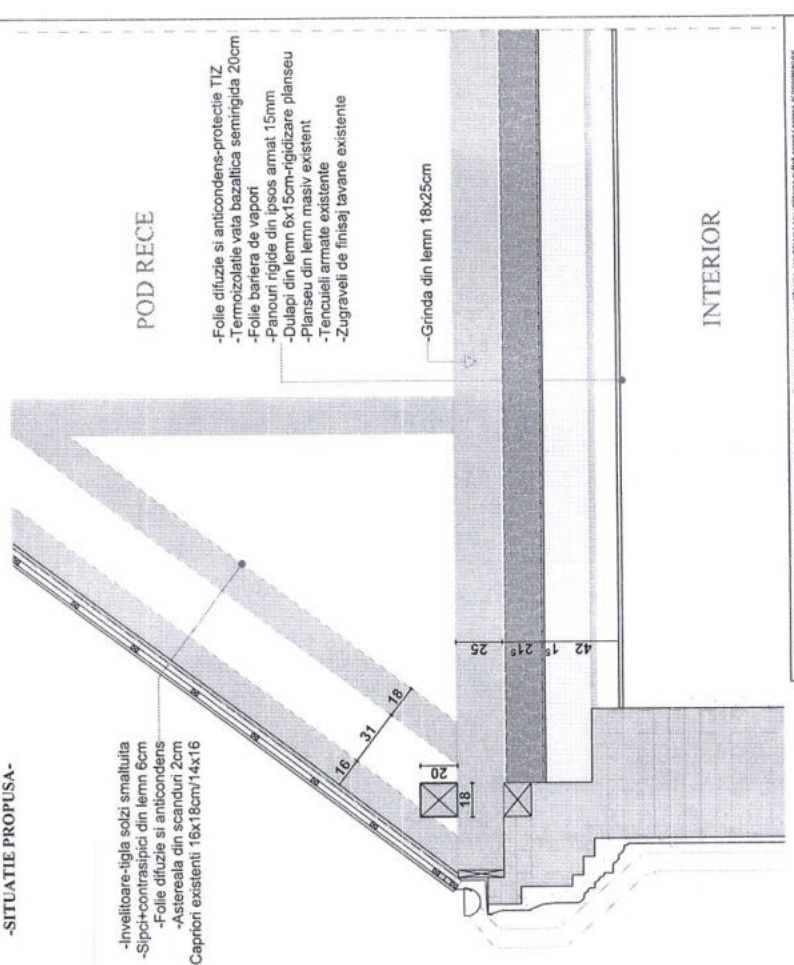 -SITUATIE PROPUSA-
-Invelitoare-tigla solzi smaltuita
-Sipci+contrasipici din lemn 6cm
-Folie difuzie si anticondens
-Astereala din scanduri 2cm
Capriori existenti 16x18cm/14x16
POD RECE
-Folie difuzie si anticondens-protectie TIZ
-Termoizolatie vata bazaltica semirigida 20cm
-Folie bariera de vapori
-Panouri rigide din ipsos armat 15mm
-Dulapi din lemn 6x15cm-rigidizare planseu
-Planseu din lemn masiv existent
-Tencuieli armate existente
-Zugraveli de finisaj tavane existente
-Grinda din lemn 18x25cm
16
31
18
20
18
25
21⁵
1⁵
42
INTERIOR